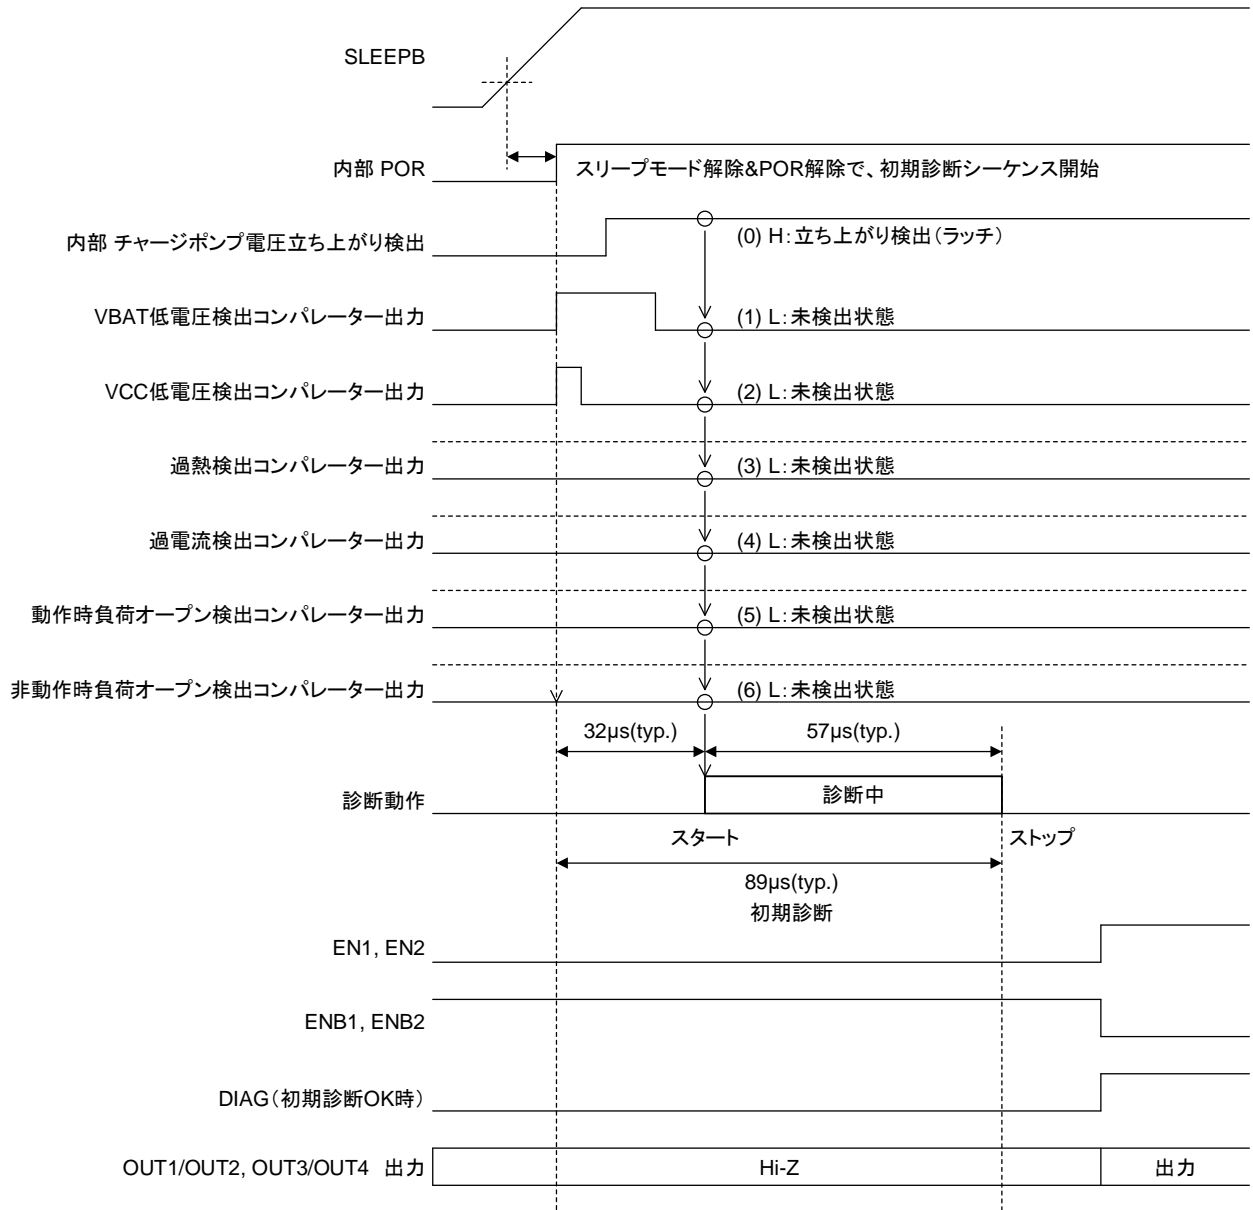 SLEEPB
内部 POR
スリープモード解除&POR解除で、初期診断シーケンス開始
内部 チャージポンプ電圧立ち上がり検出
(0) H:立ち上がり検出(ラッチ)
VBAT低電圧検出コンパレーター出力
(1) L:未検出状態
VCC低電圧検出コンパレーター出力
(2) L:未検出状態
過熱検出コンパレーター出力
(3) L:未検出状態
過電流検出コンパレーター出力
(4) L:未検出状態
動作時負荷オープン検出コンパレーター出力
(5) L:未検出状態
非動作時負荷オープン検出コンパレーター出力
(6) L:未検出状態
32μs(typ.)
57μs(typ.)
診断動作
診断中
スタート
ストップ
89μs(typ.)
初期診断
EN1, EN2
ENB1, ENB2
DIAG(初期診断OK時)
OUT1/OUT2, OUT3/OUT4 出力
Hi-Z
出力